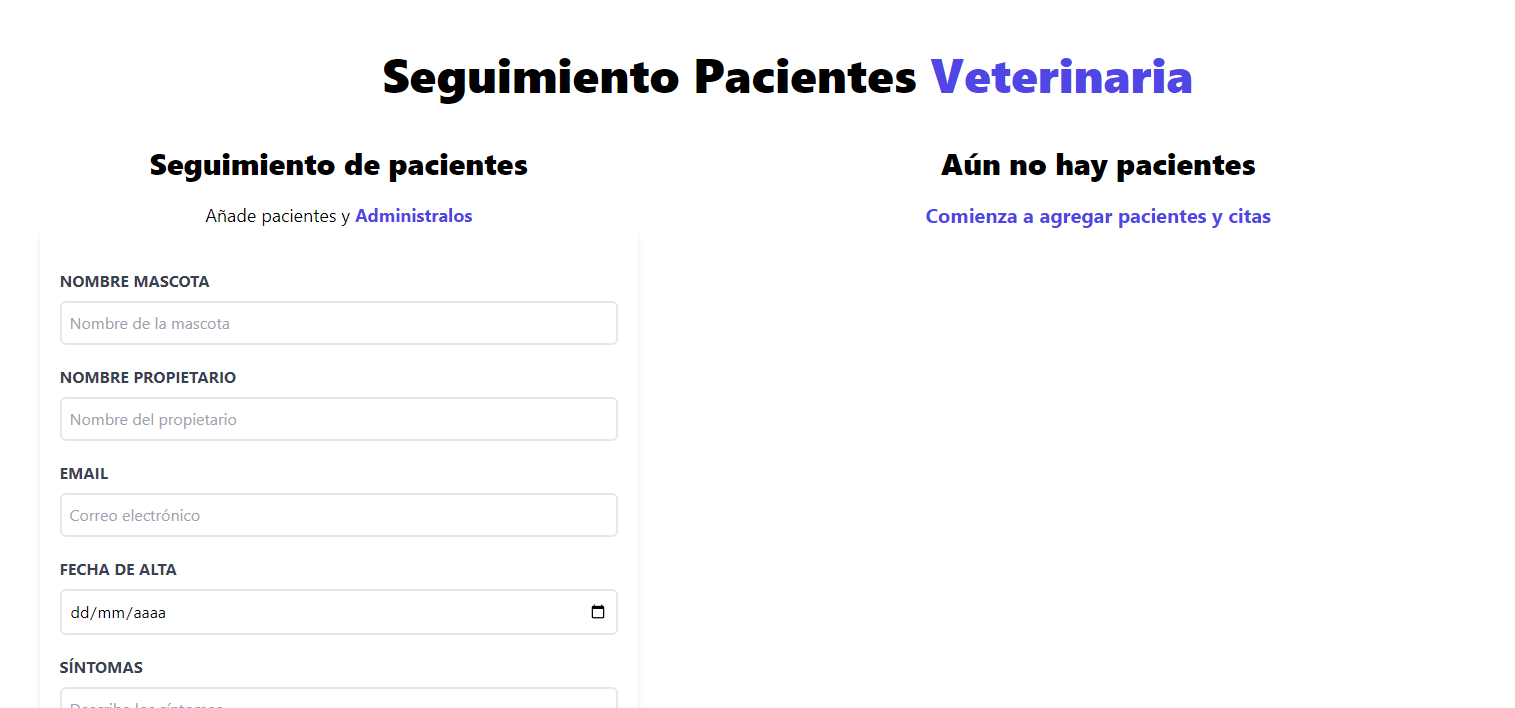 Seguimiento Pacientes Veterinaria
Seguimiento de pacientes
Añade pacientes y Administralos
NOMBRE MASCOTA
Nombre de la mascota
NOMBRE PROPIETARIO
Nombre del propietario
EMAIL
Correo electrónico
FECHA DE ALTA
dd/mm/aaaa
SÍNTOMAS
Aún no hay pacientes
Comienza a agregar pacientes y citas